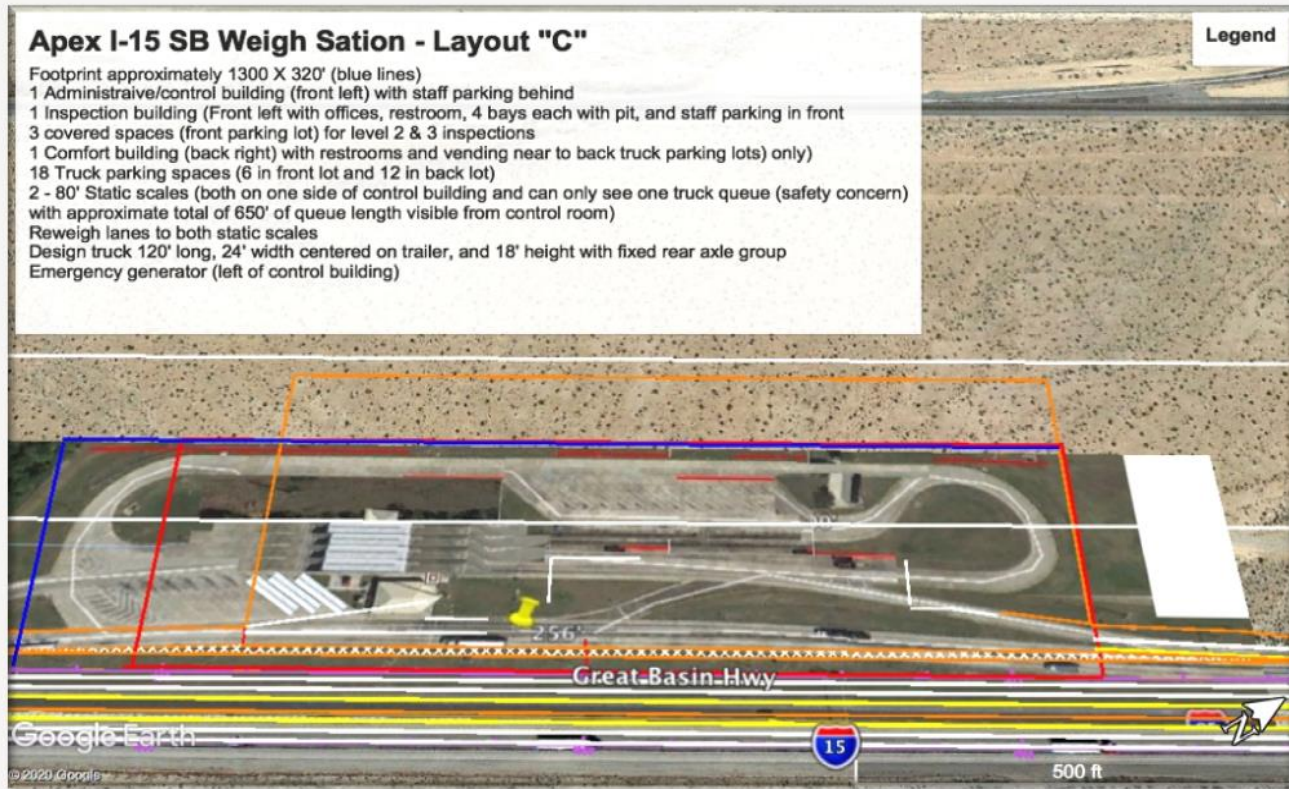 Apex I-15 SB Weigh Sation - Layout "C"
Footprint approximately 1300 X 320' (blue lines)
1 Administraive/control building (front left) with staff parking behind
1 Inspection building (Front left with offices, restroom, 4 bays each with pit, and staff parking in front
3 covered spaces (front parking lot) for level 2 & 3 inspections
1 Comfort building (back right) with restrooms and vending near to back truck parking lots) only)
18 Truck parking spaces (6 in front lot and 12 in back lot)
2 - 80' Static scales (both on one side of control building and can only see one truck queue (safety concern)
with approximate total of 650' of queue length visible from control room)
Reweigh lanes to both static scales
Design truck 120' long, 24' width centered on trailer, and 18' height with fixed rear axle group
Emergency generator (left of control building)
Legend
256'
Great Basin Hwy
Google Earth
15
N
500 ft
© 2020 Google